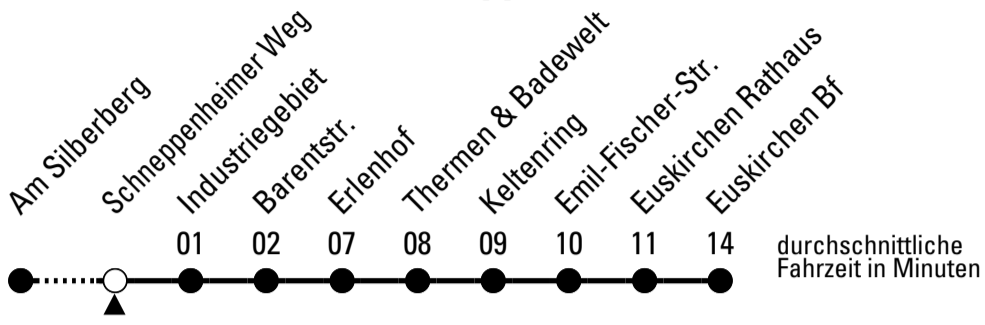 Am Silberberg
Schneppenheimer Weg
Industriegebiet
Barentstr.
Erlenhof
Thermen & Badewelt
Keltenring
Emil-Fischer-Str.
Euskirchen Rathaus
Euskirchen Bf
01 02 07 08 09 10 11 14
durchschnittliche
Fahrzeit in Minuten